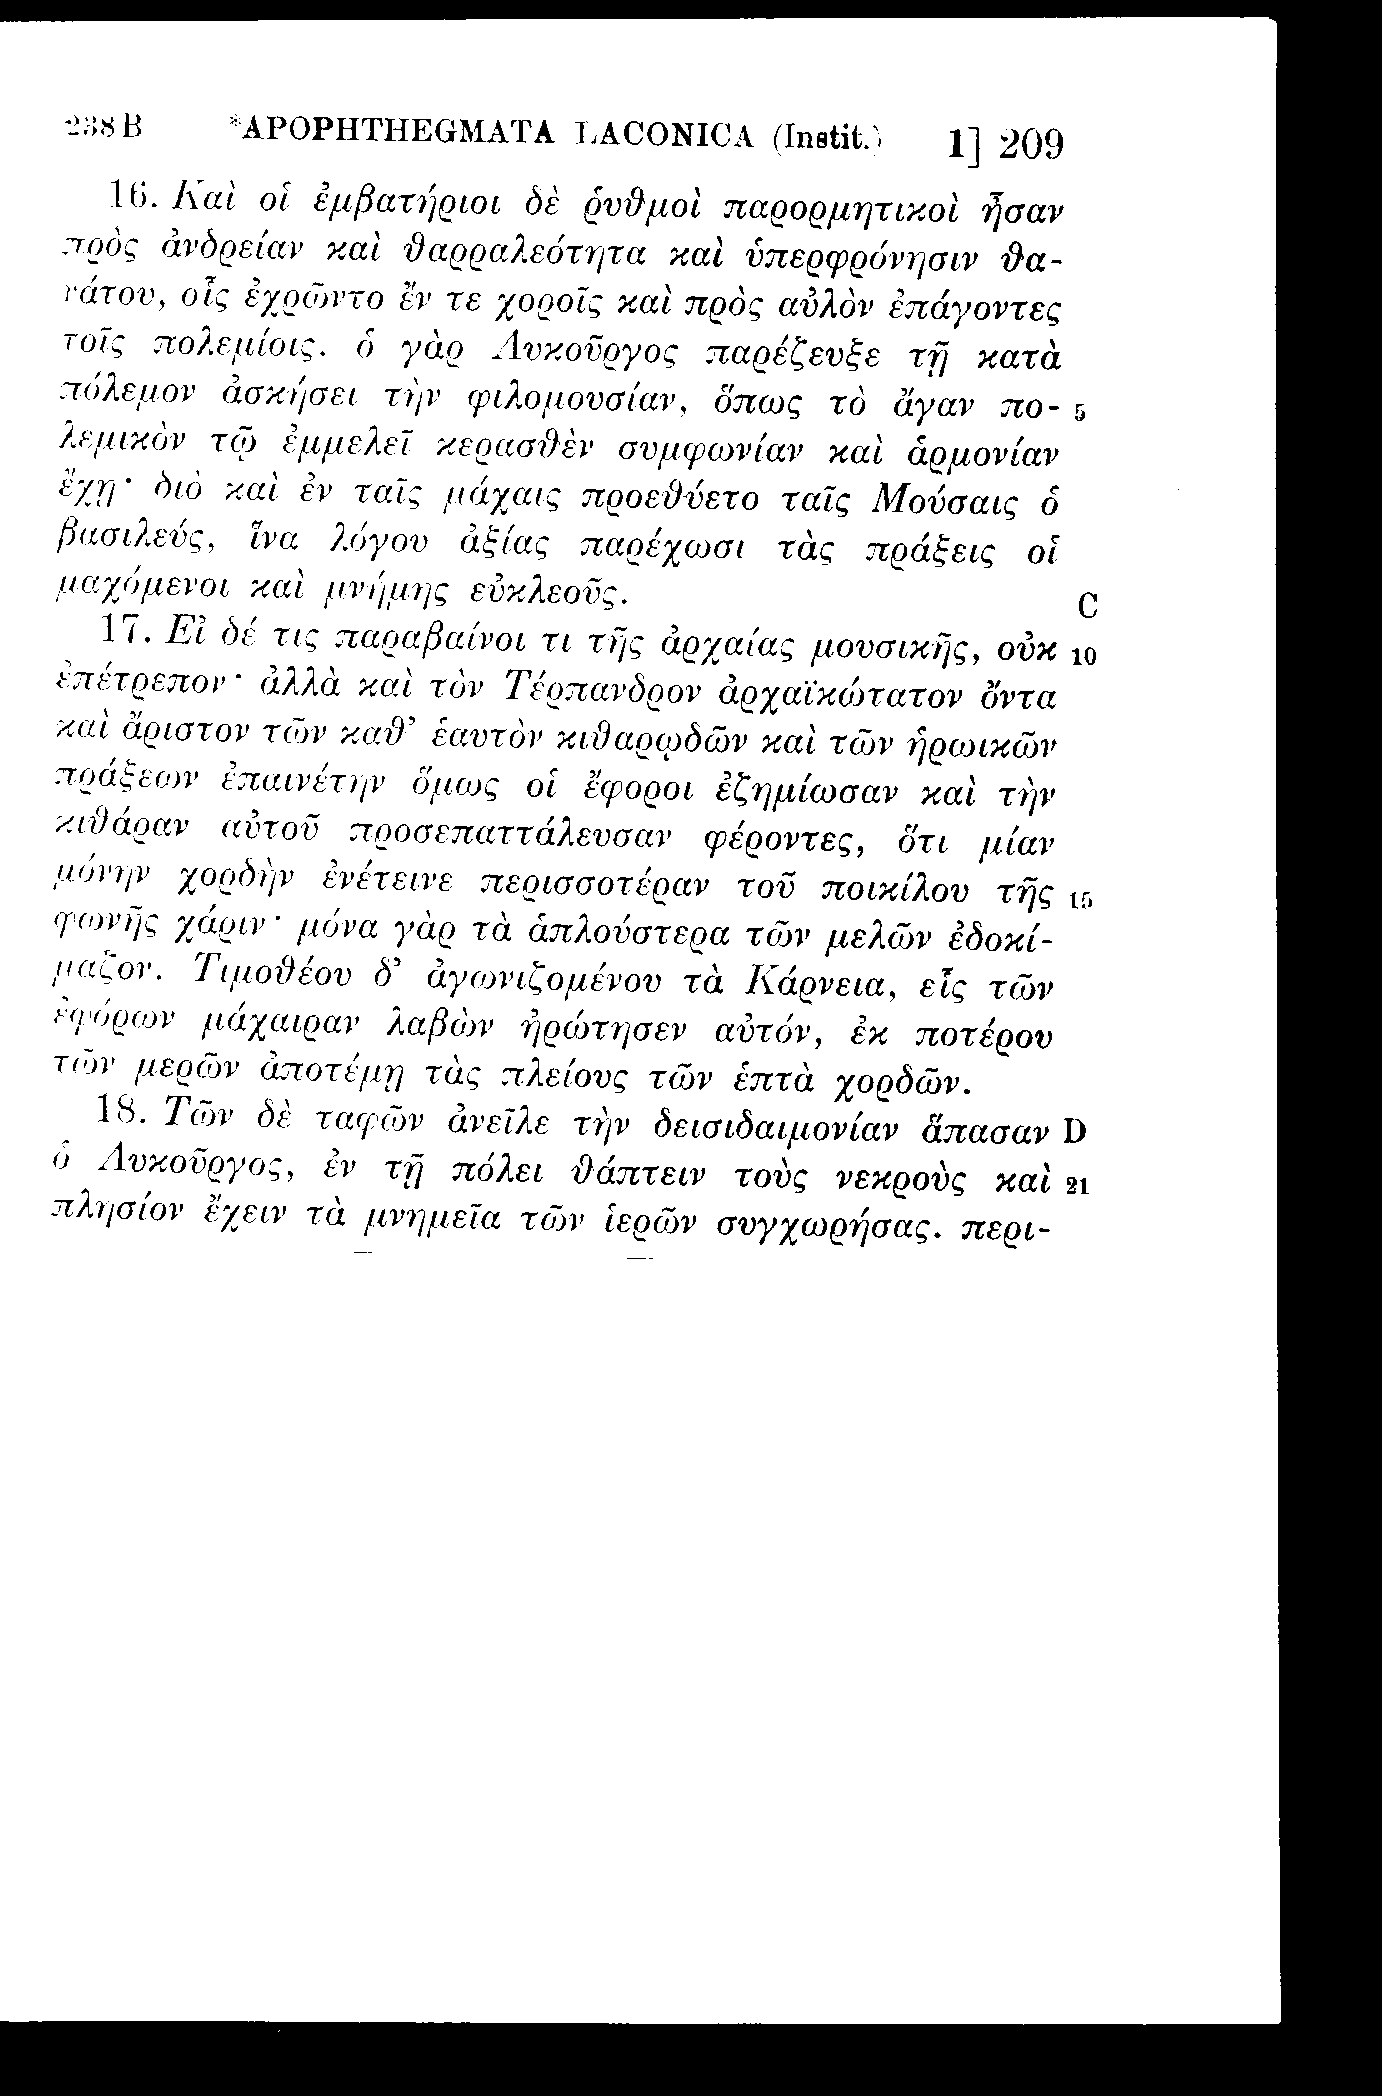 238 B *APOPHTHEGMATA LACONICA (Instit.) 1] 209
16. Καὶ οἱ ἐμβατήριοι δὲ ῥυθμοὶ παρορμητικοὶ ἦσαν
πρὸς ἀνδρείαν καὶ θαρραλεότητα καὶ ὑπερφρόνησιν θα-
νάτου, οἷς ἐχρῶντο ἔν τε χοροῖς καὶ πρὸς αὐλὸν ἐπάγοντες
τοῖς πολεμίοις. ὁ γὰρ Λυκοῦργος παρέζευξε τῇ κατὰ
πόλεμον ἀσκήσει τὴν φιλομουσίαν, ὅπως τὸ ἄγαν πο- 5
λεμικὸν τῷ ἐμμελεῖ κερασθὲν συμφωνίαν καὶ ἁρμονίαν
ἔχῃ· διὸ καὶ ἐν ταῖς μάχαις προεθύετο ταῖς Μούσαις ὁ
βασιλεύς, ἵνα λόγου ἀξίας παρέχωσι τὰς πράξεις οἱ
μαχόμενοι καὶ μνήμης εὐκλεοῦς. C
17. Εἰ δέ τις παραβαίνοι τι τῆς ἀρχαίας μουσικῆς, οὐκ 10
ἐπέτρεπον· ἀλλὰ καὶ τὸν Τέρπανδρον ἀρχαϊκώτατον ὄντα
καὶ ἄριστον τῶν καθ’ ἑαυτὸν κιθαρῳδῶν καὶ τῶν ἡρωικῶν
πράξεων ἐπαινέτην ὅμως οἱ ἔφοροι ἐζημίωσαν καὶ τὴν
κιθάραν αὐτοῦ προσεπαττάλευσαν φέροντες, ὅτι μίαν
μόνην χορδὴν ἐνέτεινε περισσοτέραν τοῦ ποικίλου τῆς 15
φωνῆς χάριν· μόνα γὰρ τὰ ἁπλούστερα τῶν μελῶν ἐδοκί-
μαζον. Τιμοθέου δ’ ἀγωνιζομένου τὰ Κάρνεια, εἷς τῶν
ἐφόρων μάχαιραν λαβὼν ἠρώτησεν αὐτόν, ἐκ ποτέρου
τῶν μερῶν ἀποτέμῃ τὰς πλείους τῶν ἑπτὰ χορδῶν.
18. Τῶν δὲ ταφῶν ἀνεῖλε τὴν δεισιδαιμονίαν ἅπασαν D
ὁ Λυκοῦργος, ἐν τῇ πόλει θάπτειν τοὺς νεκροὺς καὶ 21
πλησίον ἔχειν τὰ μνημεῖα τῶν ἱερῶν συγχωρήσας. περι-